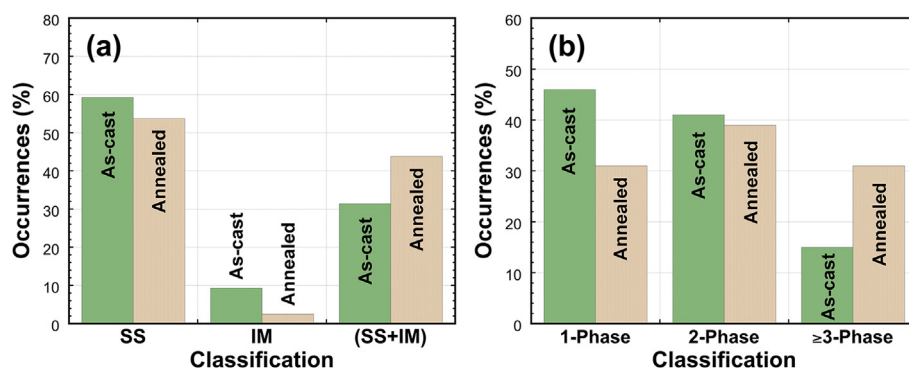 (a)
Occurrences (%)
80
70
60
50
40
30
20
10
0
As-cast
Annealed
As-cast
Annealed
As-cast
Annealed
SS
IM
(SS+IM)
Classification
(b)
Occurrences (%)
60
50
40
30
20
10
0
As-cast
Annealed
As-cast
Annealed
As-cast
Annealed
1-Phase
2-Phase
≥3-Phase
Classification